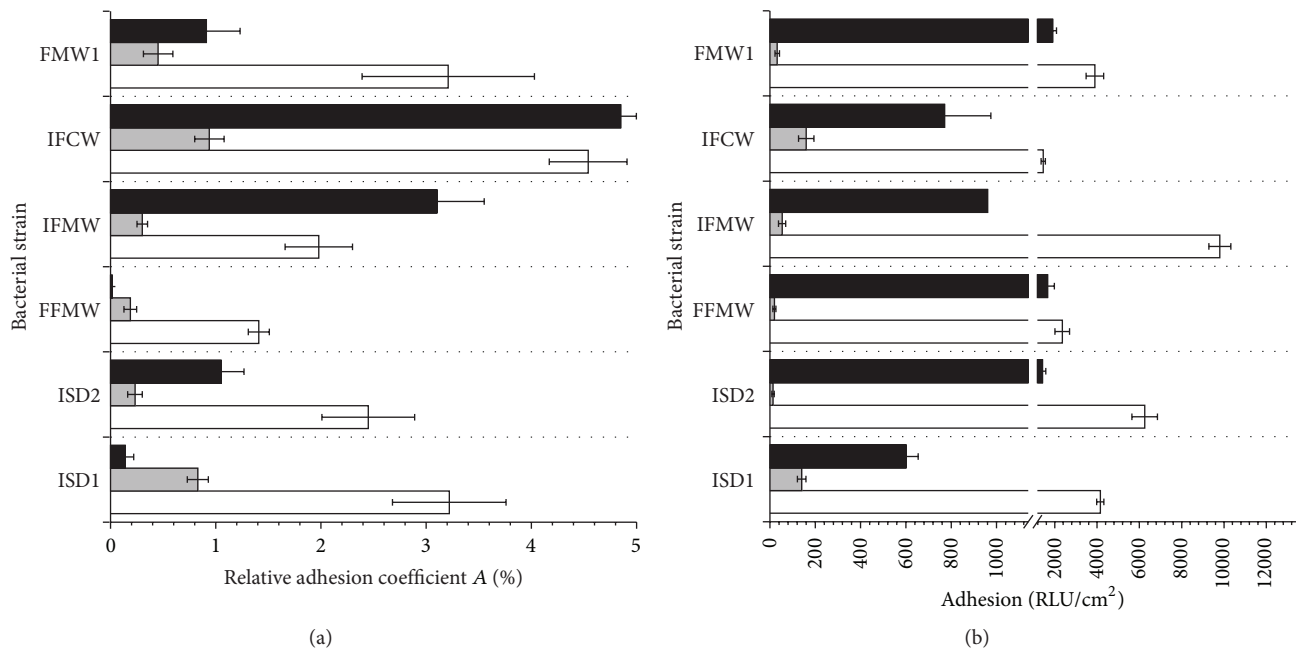 FMW1
IFCW
IFMW
FFMW
ISD2
ISD1
Bacterial strain
0 1 2 3 4 5
Relative adhesion coefficient A (%)
(a)
FMW1
IFCW
IFMW
FFMW
ISD2
ISD1
Bacterial strain
0 200 400 600 800 1000 2000 4000 6000 8000 10000 12000
Adhesion (RLU/cm²)
(b)